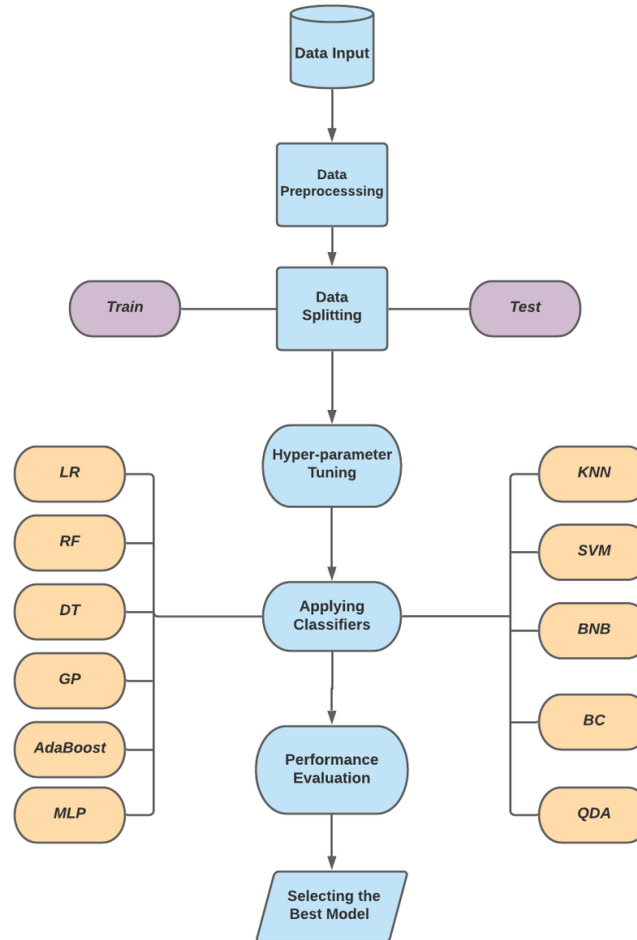 Data Input
Data
Preprocesssing
Train
Data
Splitting
Test
Hyper-parameter
Tuning
LR
RF
DT
GP
AdaBoost
MLP
Applying
Classifiers
KNN
SVM
BNB
BC
QDA
Performance
Evaluation
Selecting the
Best Model